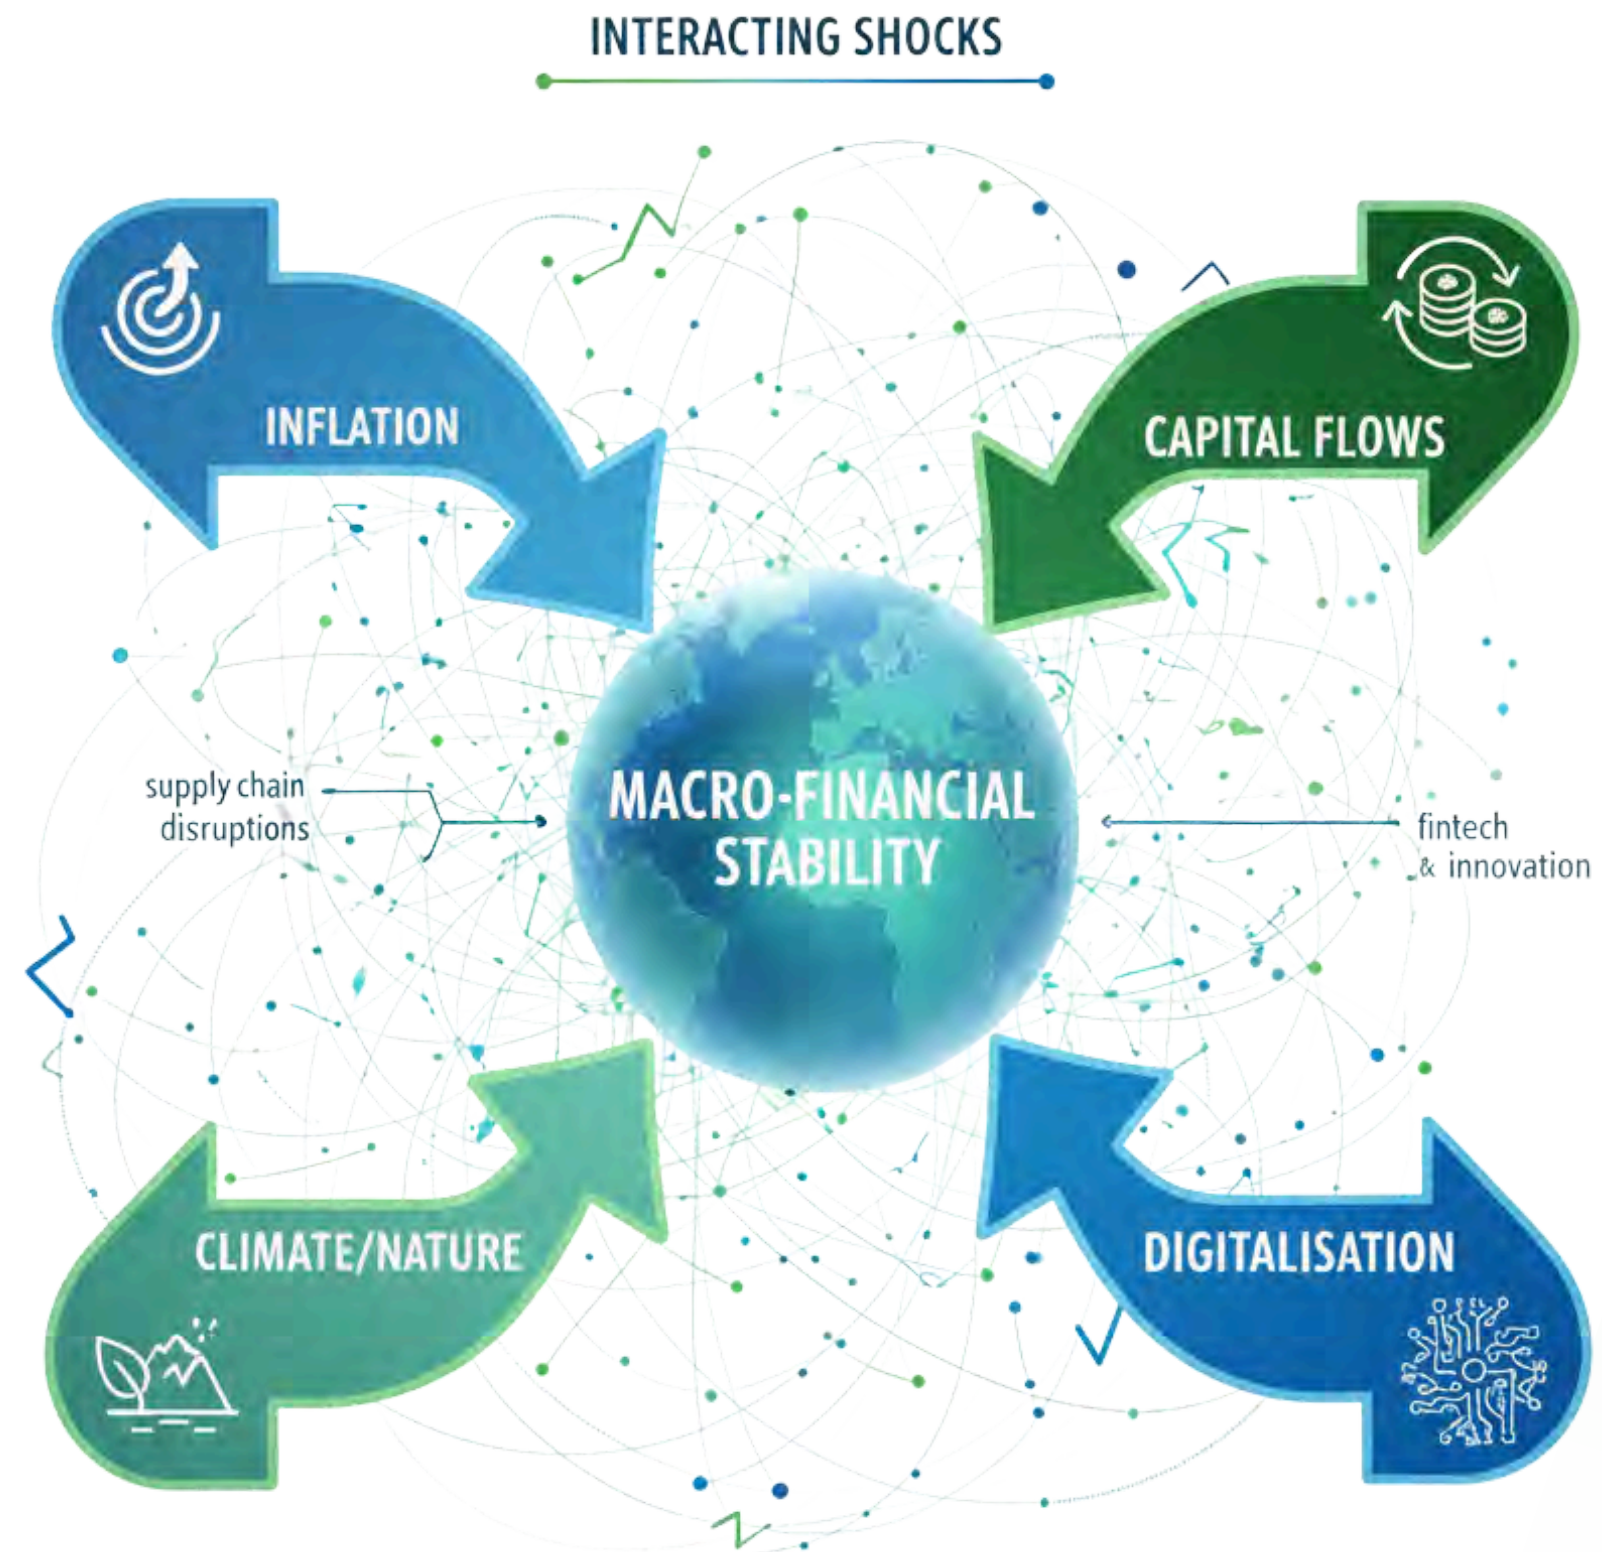 INTERACTING SHOCKS
INFLATION
CAPITAL FLOWS
supply chain
disruptions
MACRO-FINANCIAL
STABILITY
fintech
& innovation
CLIMATE/NATURE
DIGITALISATION